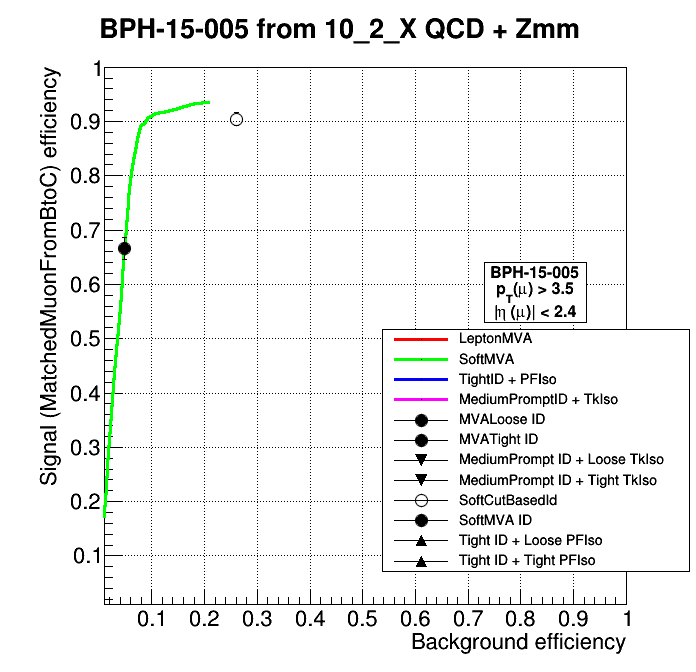 BPH-15-005 from 10_2_X QCD + Zmm
Signal (MatchedMuonFromBtoC) efficiency
1
0.9
0.8
0.7
0.6
0.5
0.4
0.3
0.2
0.1
BPH-15-005
pT(μ) > 3.5
|η (μ)| < 2.4
LeptonMVA
SoftMVA
TightID + PFIso
MediumPromptID + TkIso
MVALoose ID
MVATight ID
MediumPrompt ID + Loose TkIso
MediumPrompt ID + Tight TkIso
SoftCutBasedId
SoftMVA ID
Tight ID + Loose PFIso
Tight ID + Tight PFIso
0.1 0.2 0.3 0.4 0.5 0.6 0.7 0.8 0.9 1
Background efficiency